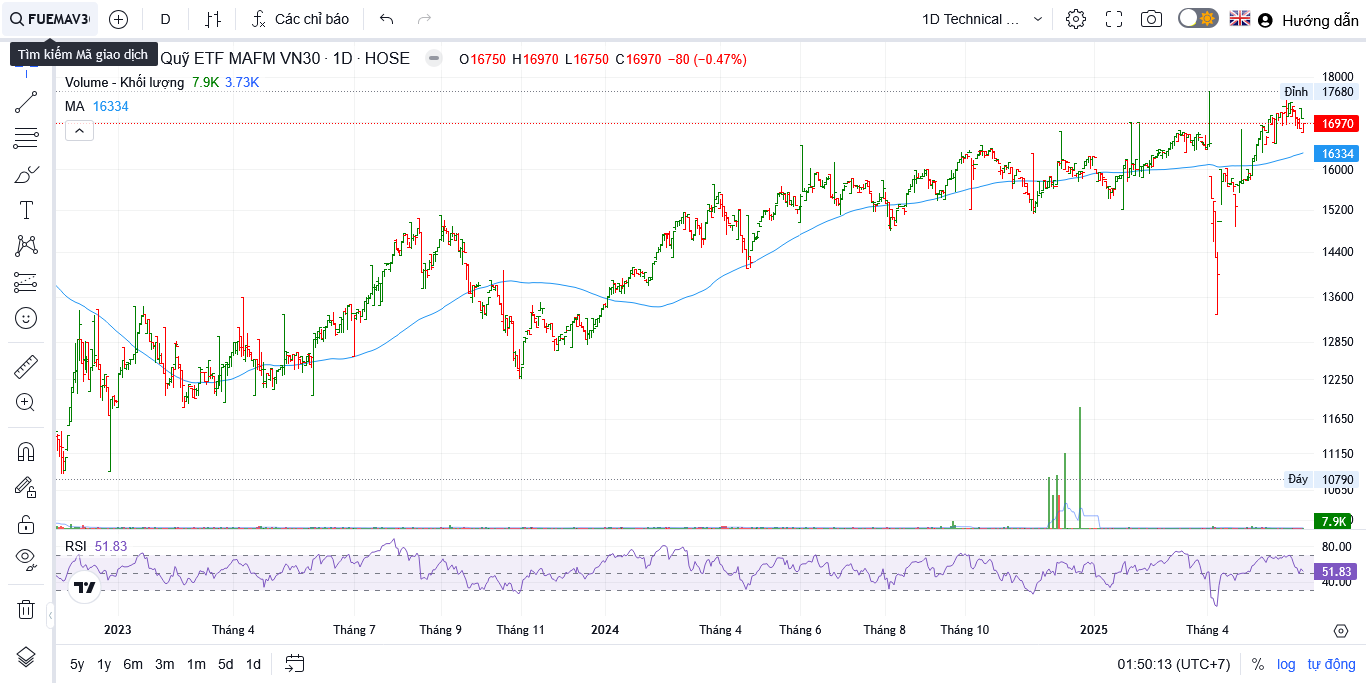 FUEMAV30
D
Các chỉ báo
1D Technical ...
Hướng dẫn
Tìm kiếm Mã giao dịch
Quỹ ETF MAFM VN30 · 1D · HOSE
O16750 H16970 L16750 C16970 −80 (−0.47%)
Volume - Khối lượng 7.9K 3.73K
MA 16334
18000
Đỉnh 17680
16970
16334
16000
15200
14400
13600
12850
12250
11650
11150
Đáy 10790
10650
7.9K
RSI 51.83
80.00
51.83
40.00
2023 Tháng 4 Tháng 7 Tháng 9 Tháng 11 2024 Tháng 4 Tháng 6 Tháng 8 Tháng 10 2025 Tháng 4
5y 1y 6m 3m 1m 5d 1d
01:50:13 (UTC+7) % log tự động